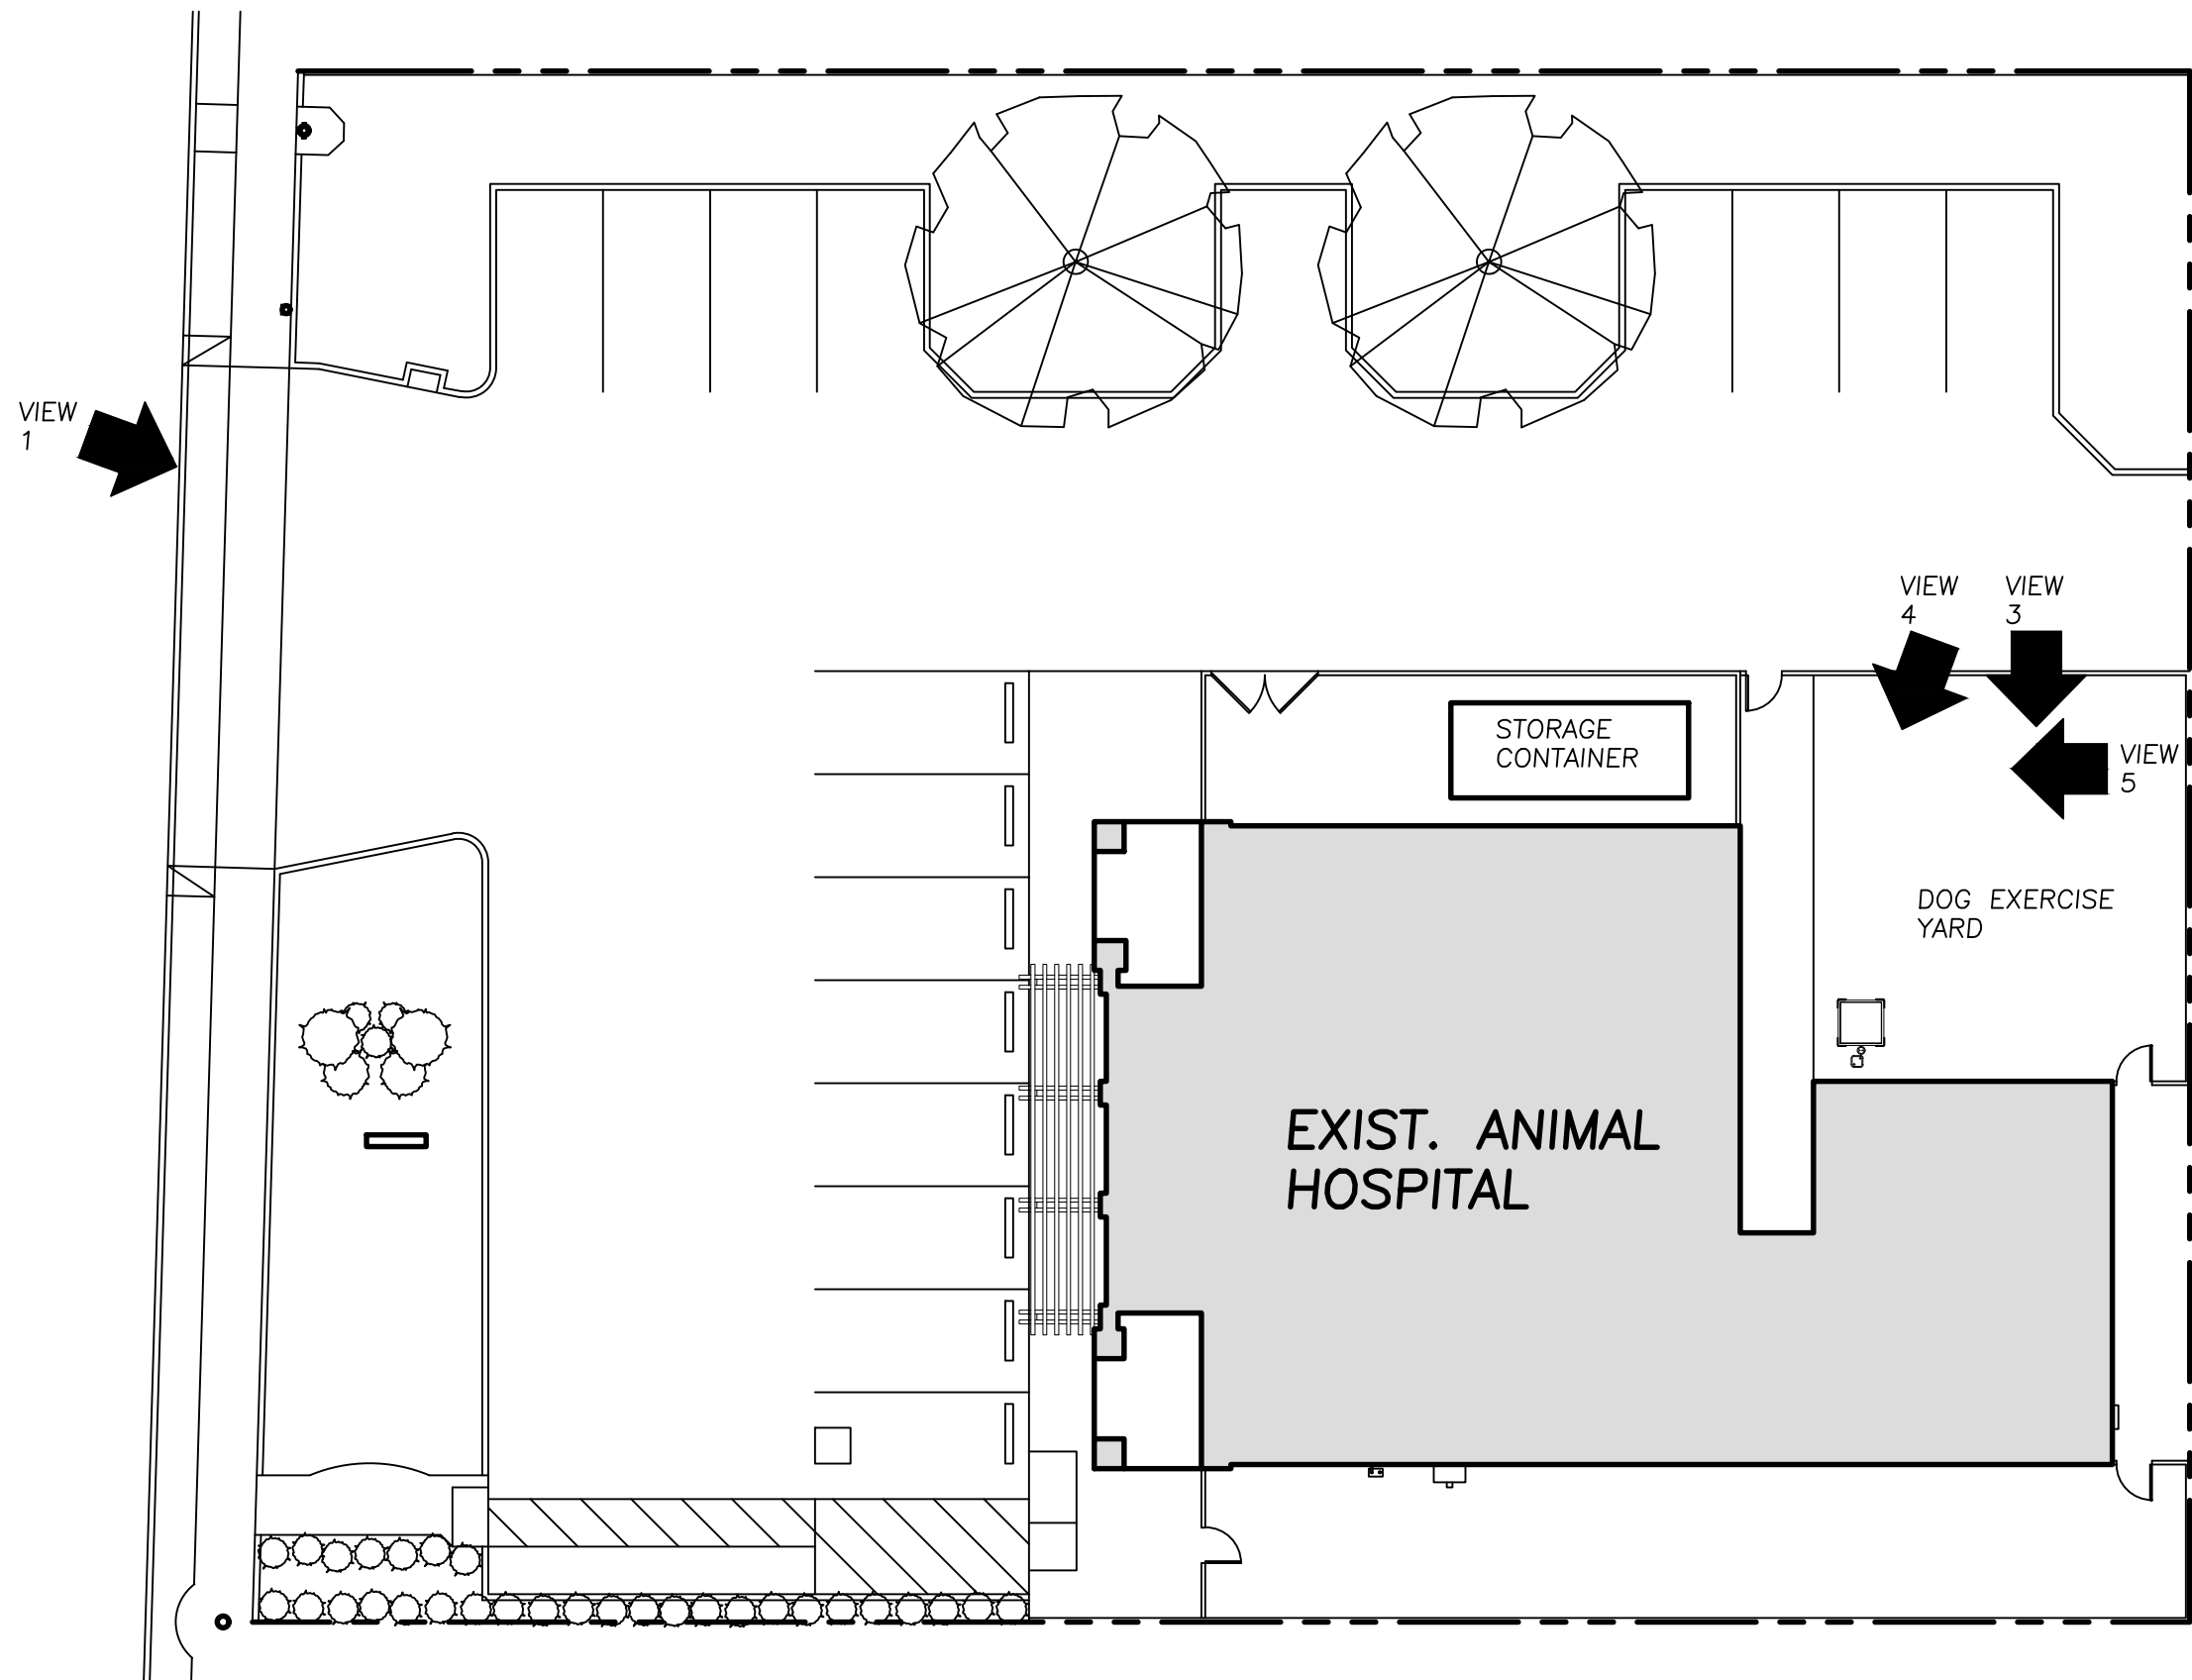 VIEW
1
VIEW
4
VIEW
3
STORAGE
CONTAINER
VIEW
5
DOG EXERCISE
YARD
EXIST. ANIMAL
HOSPITAL